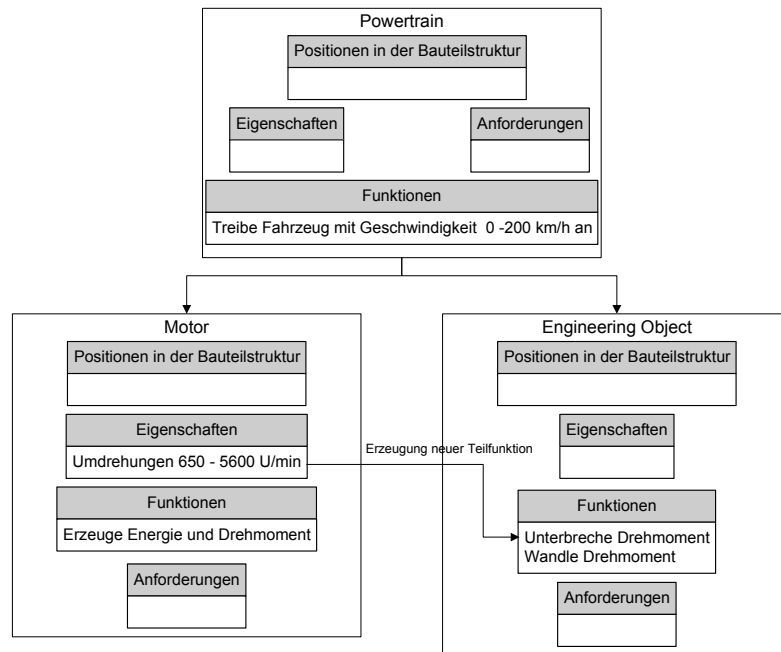 Powertrain
Positionen in der Bauteilstruktur
Eigenschaften
Anforderungen
Funktionen
Treibe Fahrzeug mit Geschwindigkeit 0 -200 km/h an
Motor
Positionen in der Bauteilstruktur
Eigenschaften
Umdrehungen 650 - 5600 U/min
Funktionen
Erzeuge Energie und Drehmoment
Anforderungen
Erzeugung neuer Teilfunktion
Engineering Object
Positionen in der Bauteilstruktur
Eigenschaften
Funktionen
Unterbreche Drehmoment
Wandle Drehmoment
Anforderungen